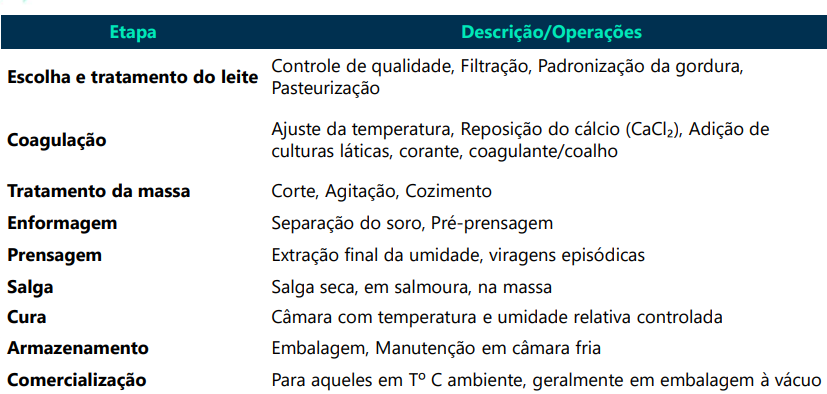 Etapa Descrição/Operações
Escolha e tratamento do leite Controle de qualidade, Filtração, Padronização da gordura,
Pasteurização
Coagulação Ajuste da temperatura, Reposição do cálcio (CaCl₂), Adição de
culturas láticas, corante, coagulante/coalho
Tratamento da massa Corte, Agitação, Cozimento
Enformagem Separação do soro, Pré-prensagem
Prensagem Extração final da umidade, viragens episódicas
Salga Salga seca, em salmoura, na massa
Cura Câmara com temperatura e umidade relativa controlada
Armazenamento Embalagem, Manutenção em câmara fria
Comercialização Para aqueles em Tº C ambiente, geralmente em embalagem à vácuo